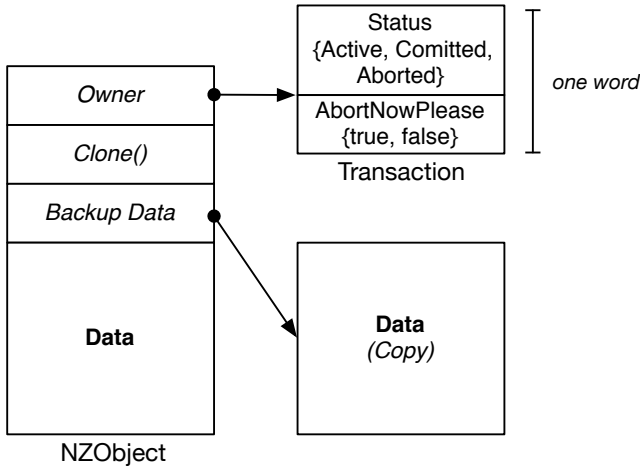 Status
{Active, Comitted,
Aborted}
one word
Owner
AbortNowPlease
{true, false}
Clone()
Transaction
Backup Data
Data
Data
(Copy)
NZObject